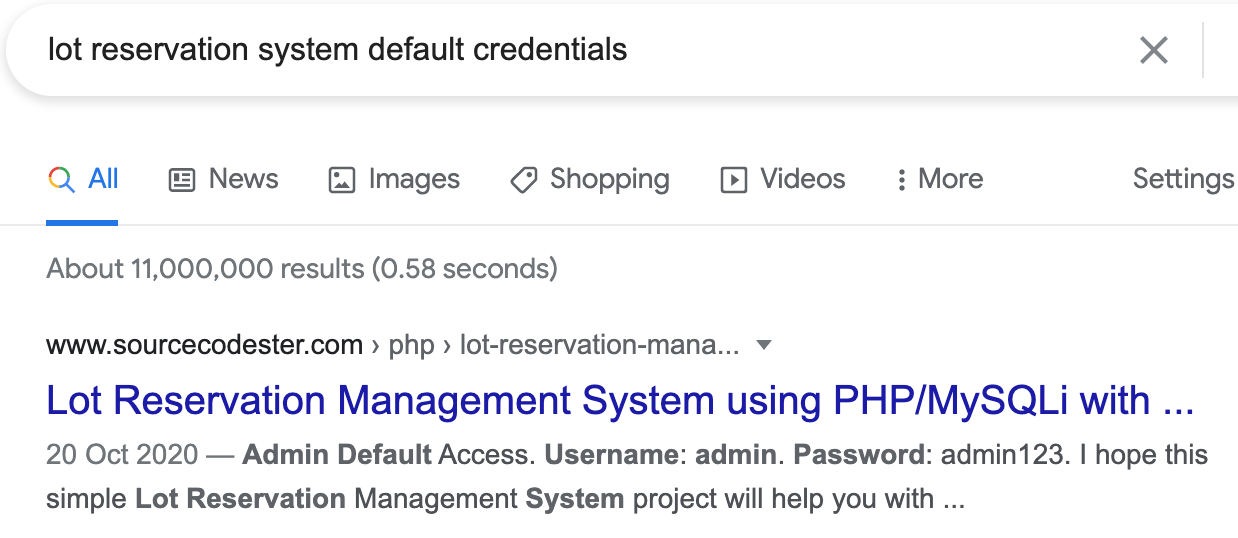 lot reservation system default credentials
All News Images Shopping Videos More Settings
About 11,000,000 results (0.58 seconds)
www.sourcecodester.com › php › lot-reservation-mana...
Lot Reservation Management System using PHP/MySQLi with ...
20 Oct 2020 — Admin Default Access. Username: admin. Password: admin123. I hope this
simple Lot Reservation Management System project will help you with ...